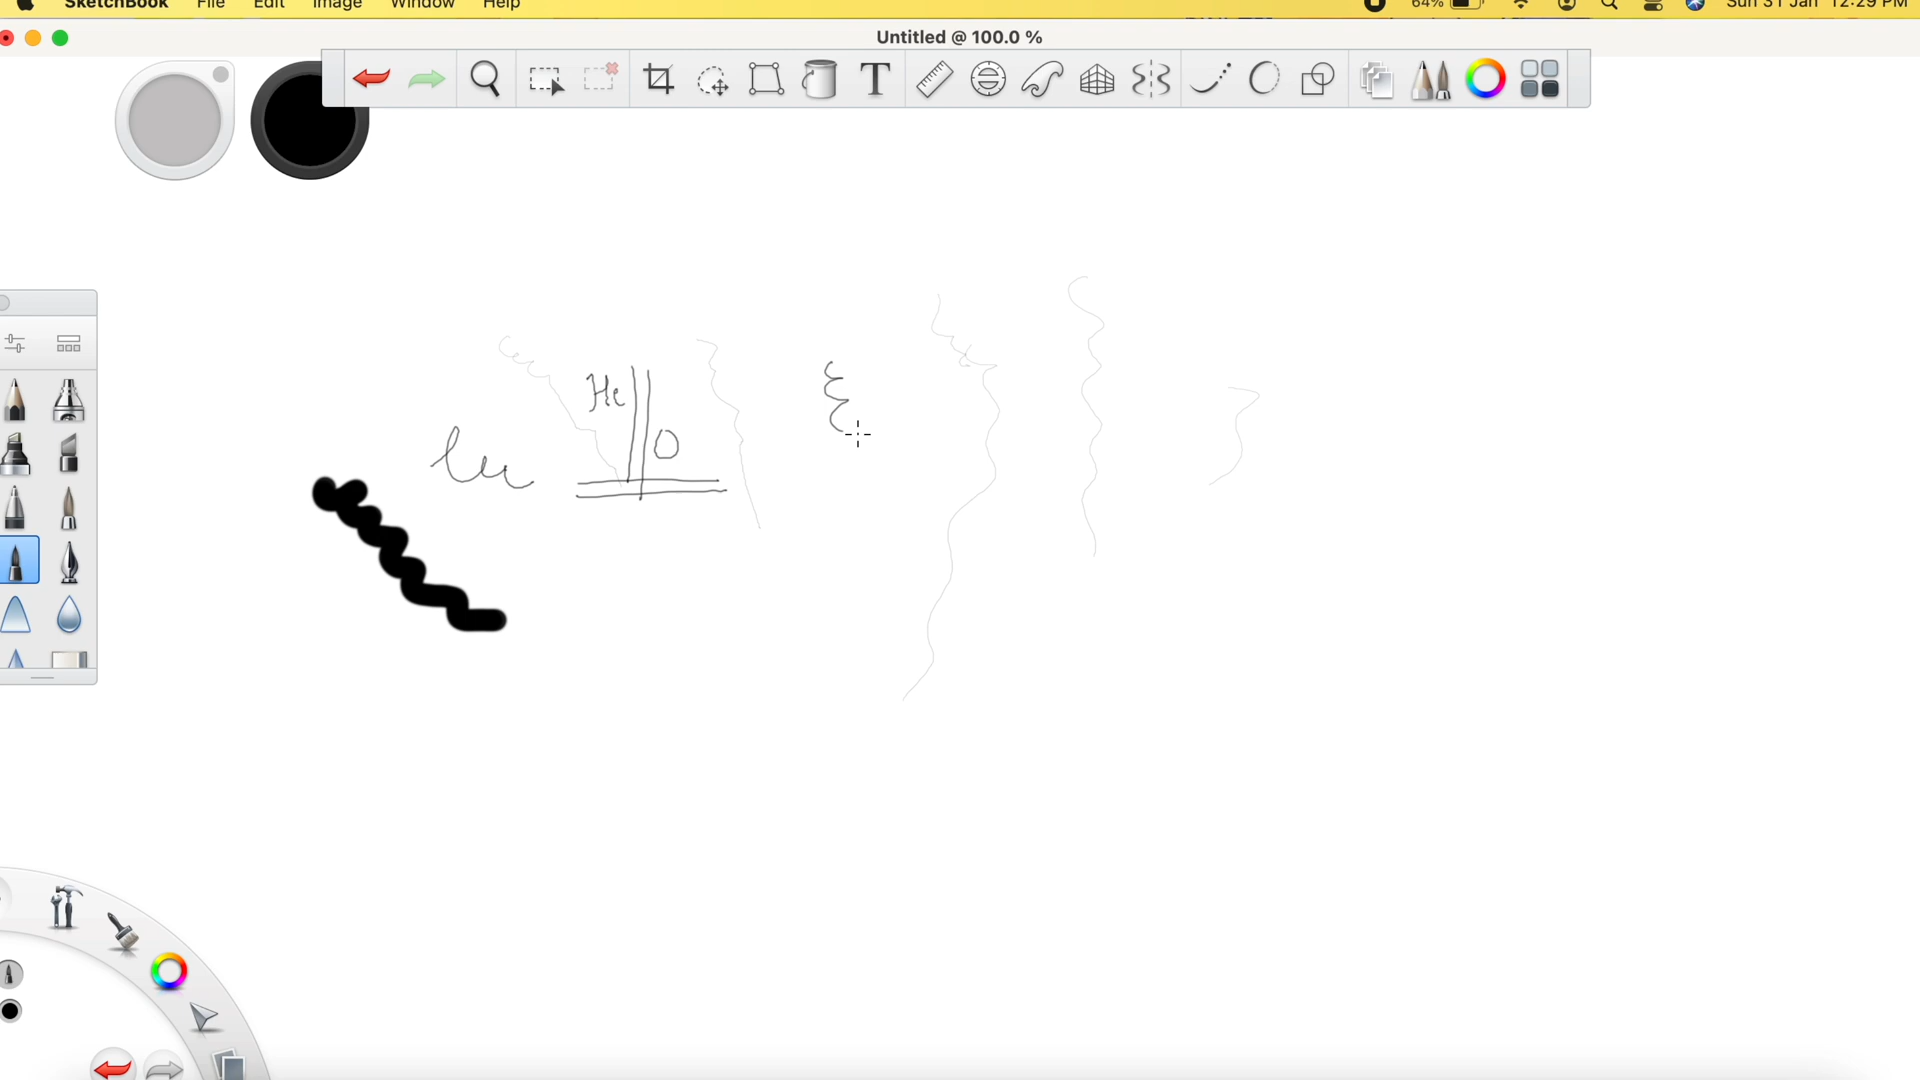 SketchBook File Edit Image Window Help 64% Sun 31 Jan 12:29 PM
Untitled @ 100.0 %
T
He
O